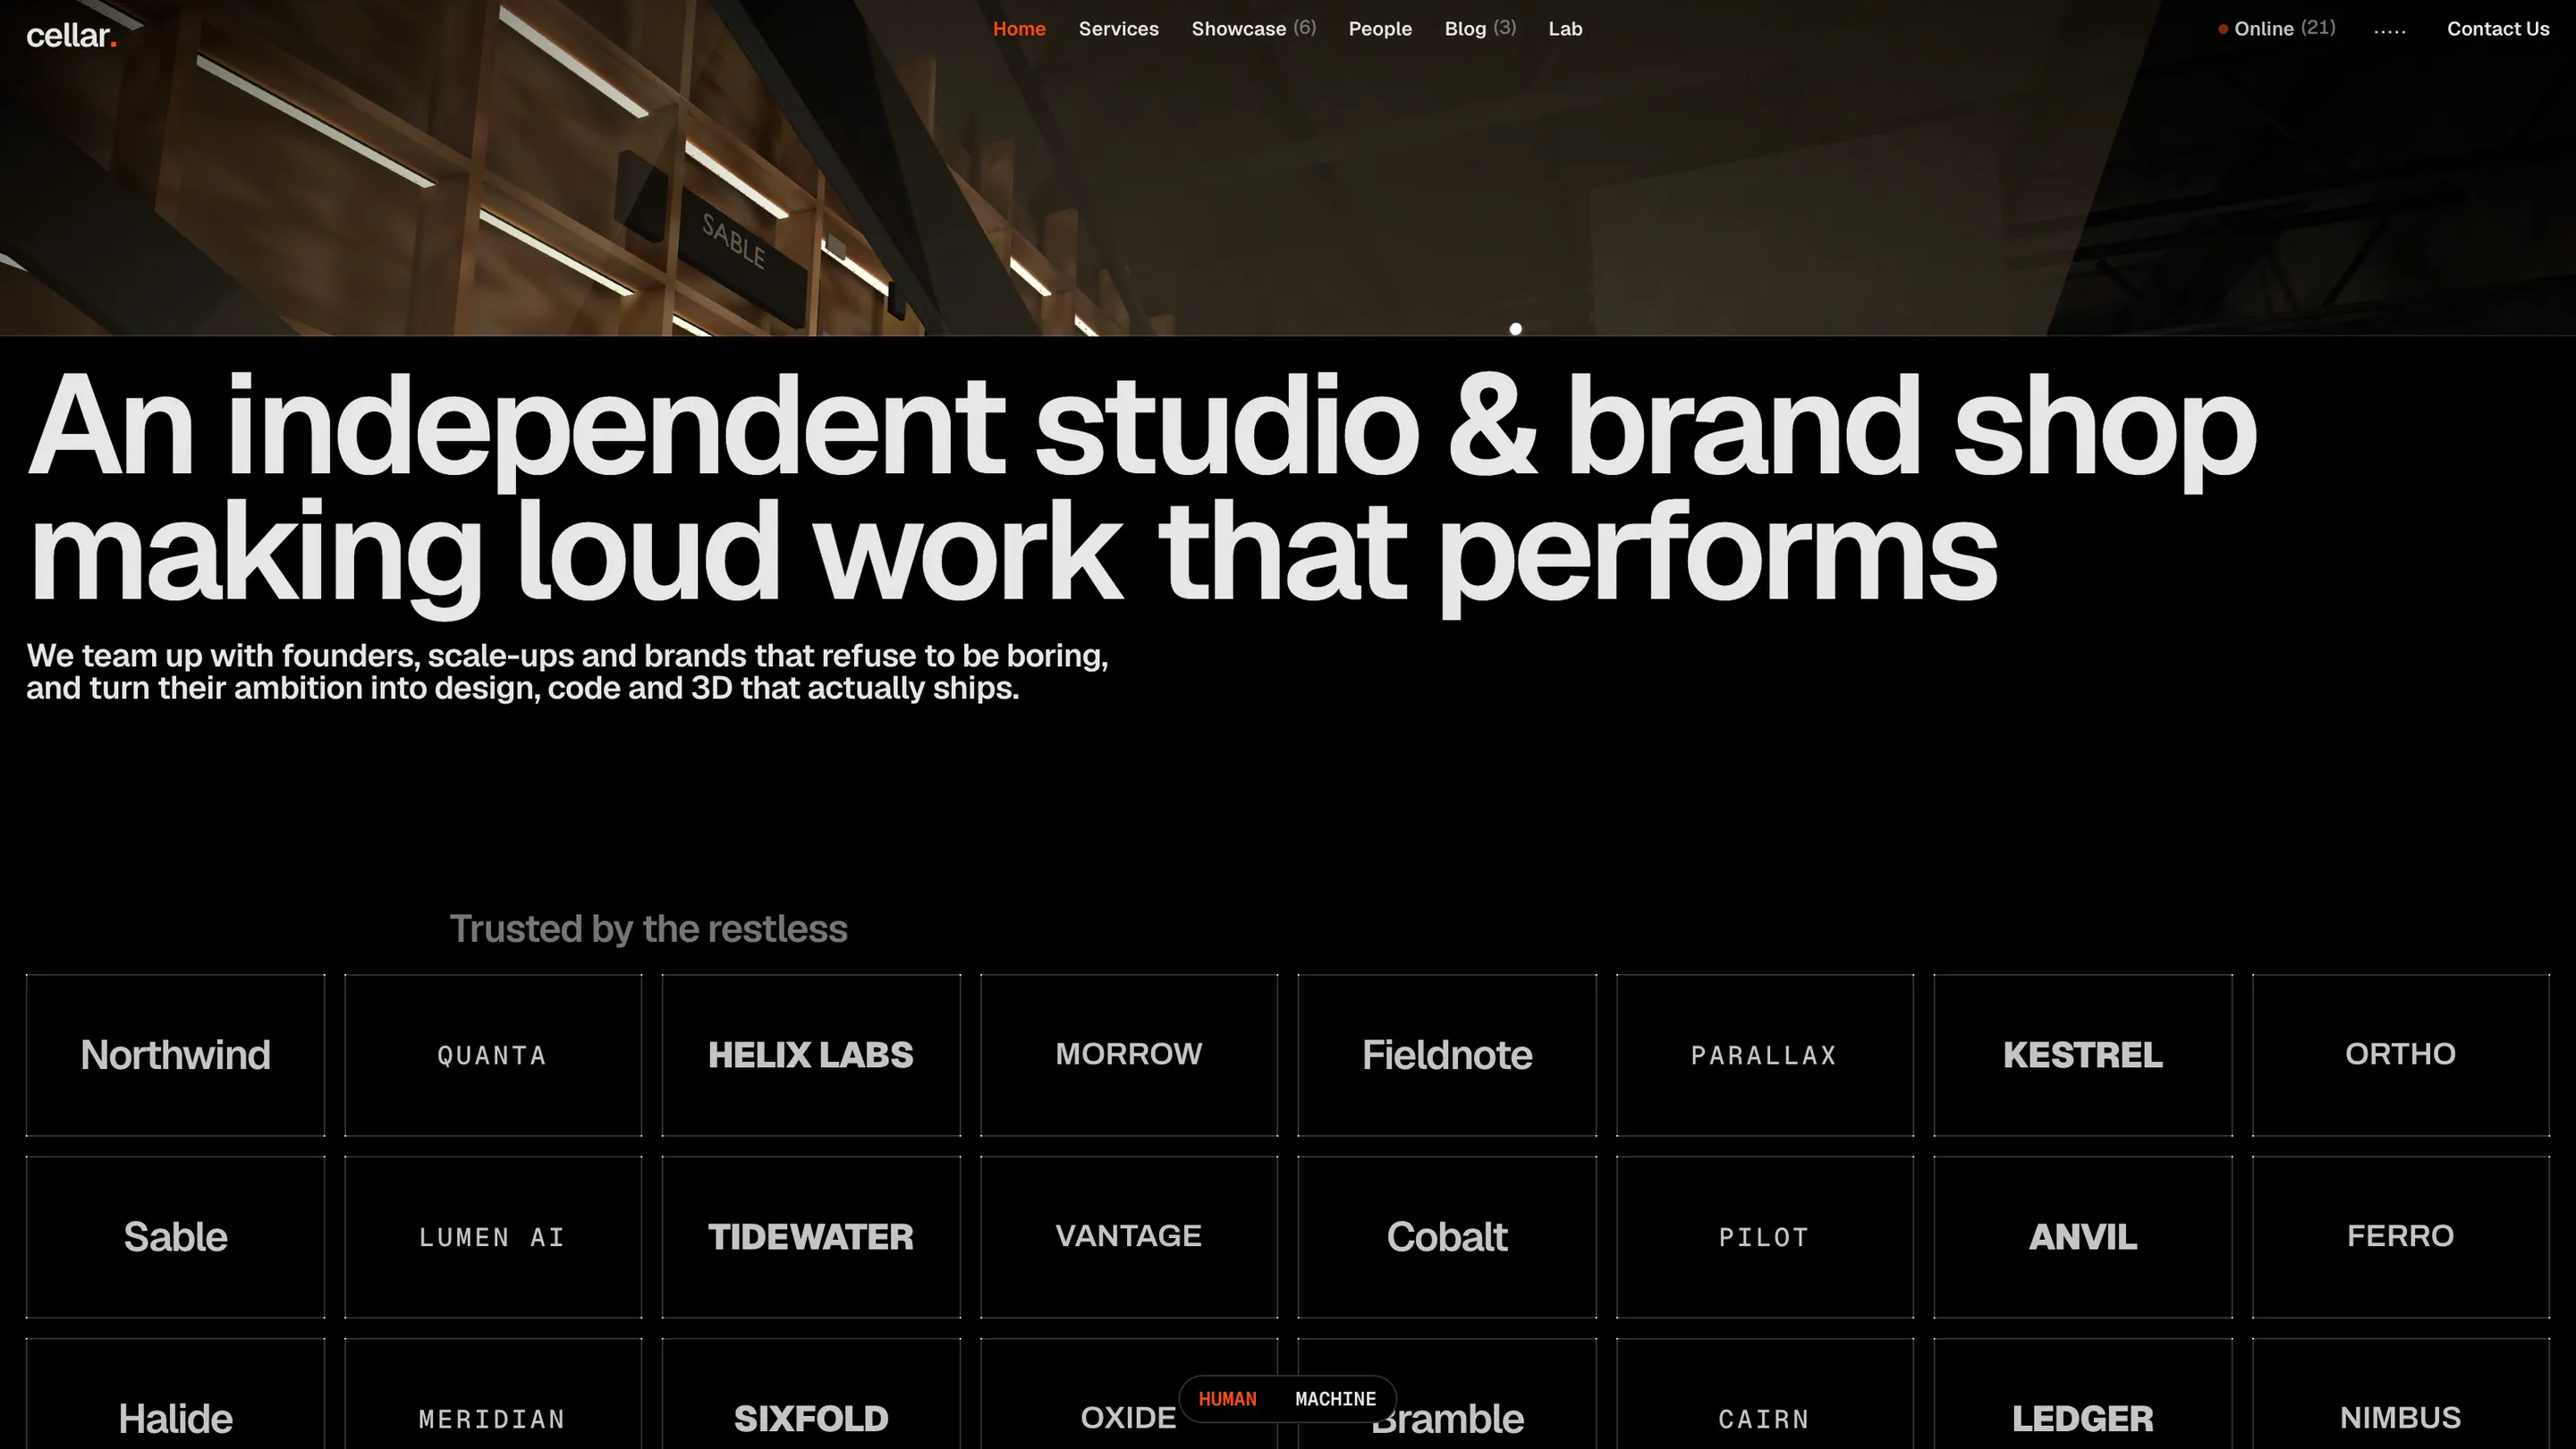 cellar.
Home Services Showcase (6) People Blog (3) Lab
Online (21) ..... Contact Us
SABLE
An independent studio & brand shop
making loud work that performs
We team up with founders, scale-ups and brands that refuse to be boring,
and turn their ambition into design, code and 3D that actually ships.
Trusted by the restless
Northwind QUANTA HELIX LABS MORROW Fieldnote PARALLAX KESTREL ORTHO
Sable LUMEN AI TIDEWATER VANTAGE Cobalt PILOT ANVIL FERRO
Halide MERIDIAN SIXFOLD OXIDE Bramble CAIRN LEDGER NIMBUS
HUMAN MACHINE